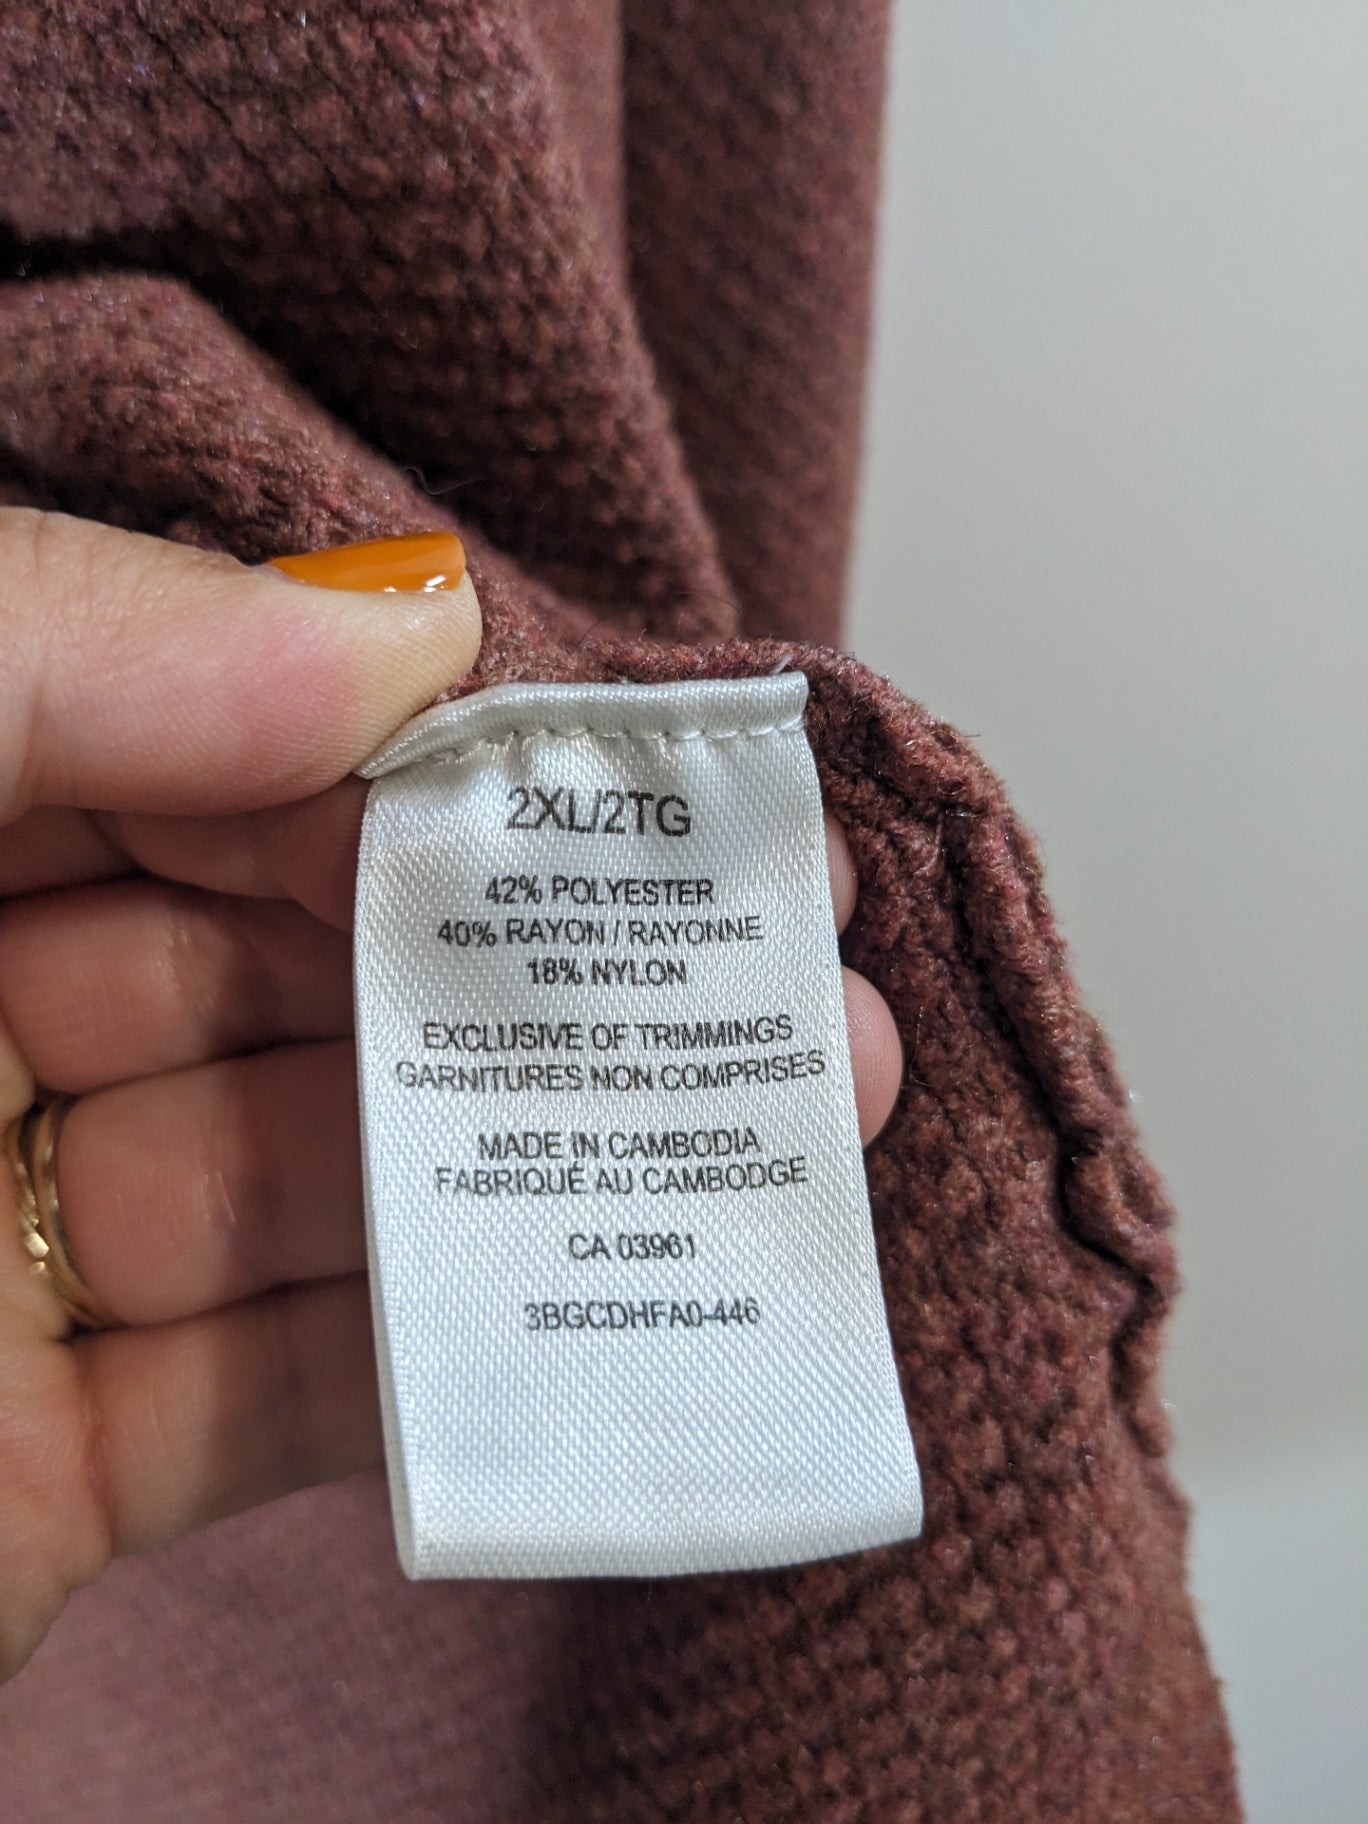 2XL/2TG
42% POLYESTER
40% RAYON / RAYONNE
18% NYLON
EXCLUSIVE OF TRIMMINGS
GARNITURES NON COMPRISES
MADE IN CAMBODIA
FABRIQUÉ AU CAMBODGE
CA 03961
3BGCDHFA0-446